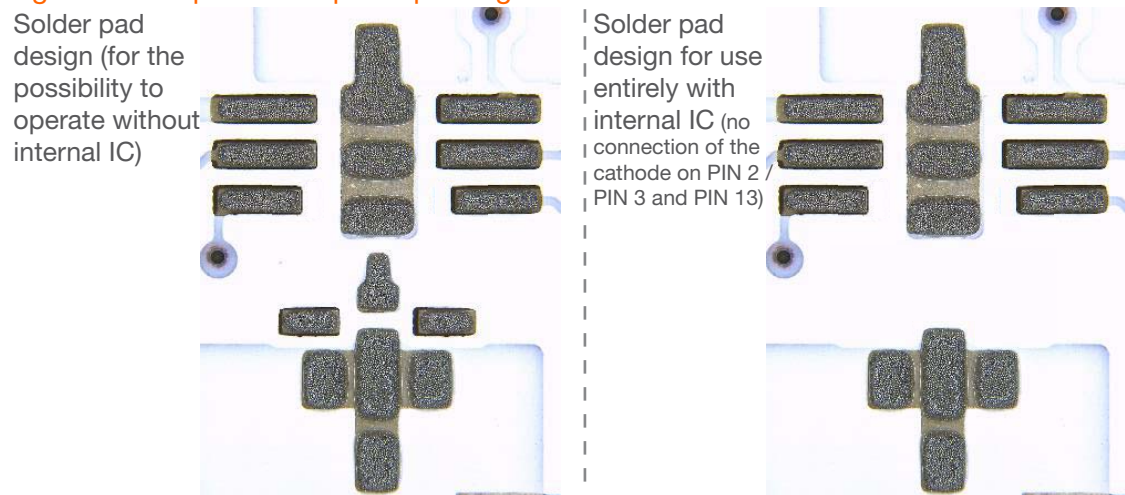 Solder pad
design (for the
possibility to
operate without
internal IC)
Solder pad
design for use
entirely with
internal IC (no
connection of the
cathode on PIN 2 /
PIN 3 and PIN 13)